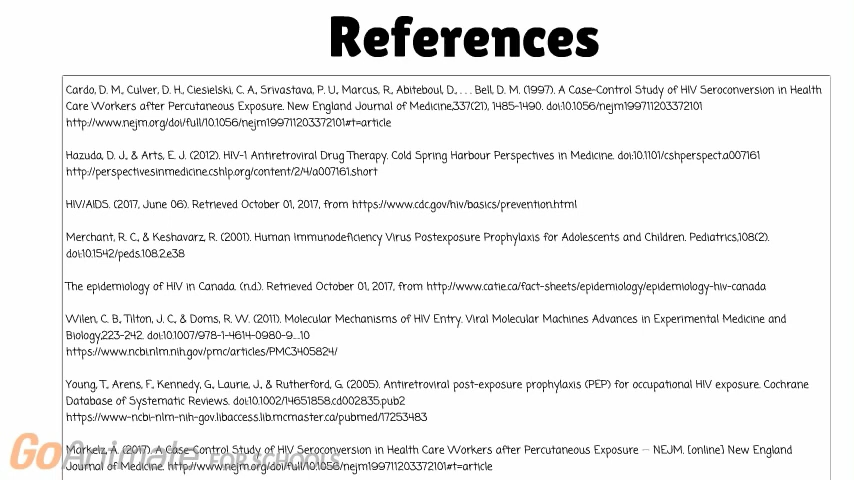 References
Cardo, D. M., Culver, D. H., Ciesielski, C. A., Srivastava, P. U., Marcus, R., Abiteboul, D., . . . Bell, D. M. (1997). A Case-Control Study of HIV Seroconversion in Health
Care Workers after Percutaneous Exposure. New England Journal of Medicine,337(21), 1485-1490. doi:10.1056/nejm199711203372101
http://www.nejm.org/doi/full/10.1056/nejm199711203372101#t=article
Hazuda, D. J., & Arts, E. J. (2012). HIV-1 Antiretroviral Drug Therapy. Cold Spring Harbour Perspectives in Medicine. doi:10.1101/cshperspect.a007161
http://perspectivesinmedicine.cshlp.org/content/2/4/a007161.short
HIV/AIDS. (2017, June 06). Retrieved October 01, 2017, from https://www.cdc.gov/hiv/basics/prevention.html
Merchant, R. C., & Keshavarz, R. (2001). Human Immunodeficiency Virus Postexposure Prophylaxis for Adolescents and Children. Pediatrics,108(2).
doi:10.1542/peds.108.2.e38
The epidemiology of HIV in Canada. (n.d.). Retrieved October 01, 2017, from http://www.catie.ca/fact-sheets/epidemiology/epidemiology-hiv-canada
Wilen, C. B., Tilton, J. C., & Doms, R. W. (2011). Molecular Mechanisms of HIV Entry. Viral Molecular Machines Advances in Experimental Medicine and
Biology,223-242. doi:10.1007/978-1-4614-0980-9_10
https://www.ncbi.nlm.nih.gov/pmc/articles/PMC3405824/
Young, T., Arens, F., Kennedy, G., Laurie, J., & Rutherford, G. (2005). Antiretroviral post-exposure prophylaxis (PEP) for occupational HIV exposure. Cochrane
Database of Systematic Reviews. doi:10.1002/14651858.cd002835.pub2
https://www-ncbi-nlm-nih-gov.libaccess.lib.mcmaster.ca/pubmed/17253483
Markelz, A. (2017). A Case-Control Study of HIV Seroconversion in Health Care Workers after Percutaneous Exposure — NEJM. [online] New England
Journal of Medicine. http://www.nejm.org/doi/full/10.1056/nejm199711203372101#t=article
GoAnimate FOR SCHOOLS